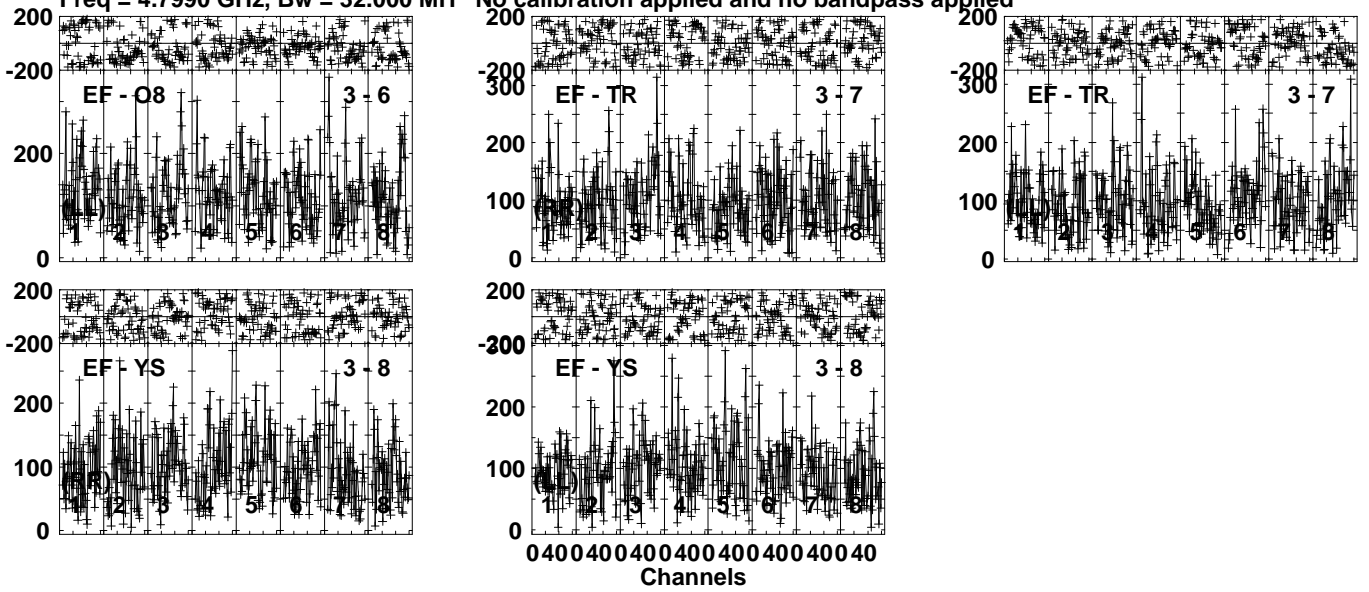 Freq = 4.7990 GHz, Bw = 32.000 MH No calibration applied and no bandpass applied
200 200 200
-200 -200 -200
300 300
EF - O8 3 - 6 EF - TR 3 - 7 EF - TR 3 - 7
200 200 200
100 100
(LL) (RR) (LL)
1 2 3 4 5 6 7 8 1 2 3 4 5 6 7 8 1 2 3 4 5 6 7 8
0 0 0
200 200
-200 -200
300
EF - YS 3 - 8 EF - YS 3 - 8
200 200
100 100
(RR) (LL)
1 2 3 4 5 6 7 8 1 2 3 4 5 6 7 8
0 0
0 40 0 40 0 40 0 40 0 40 0 40 0 40 0 40
Channels